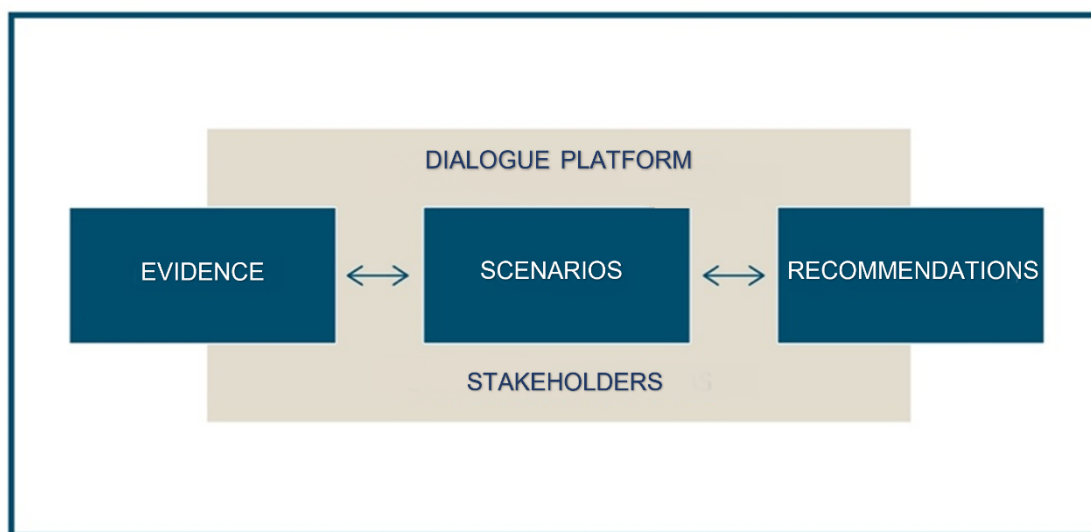 DIALOGUE PLATFORM
EVIDENCE
SCENARIOS
RECOMMENDATIONS
STAKEHOLDERS